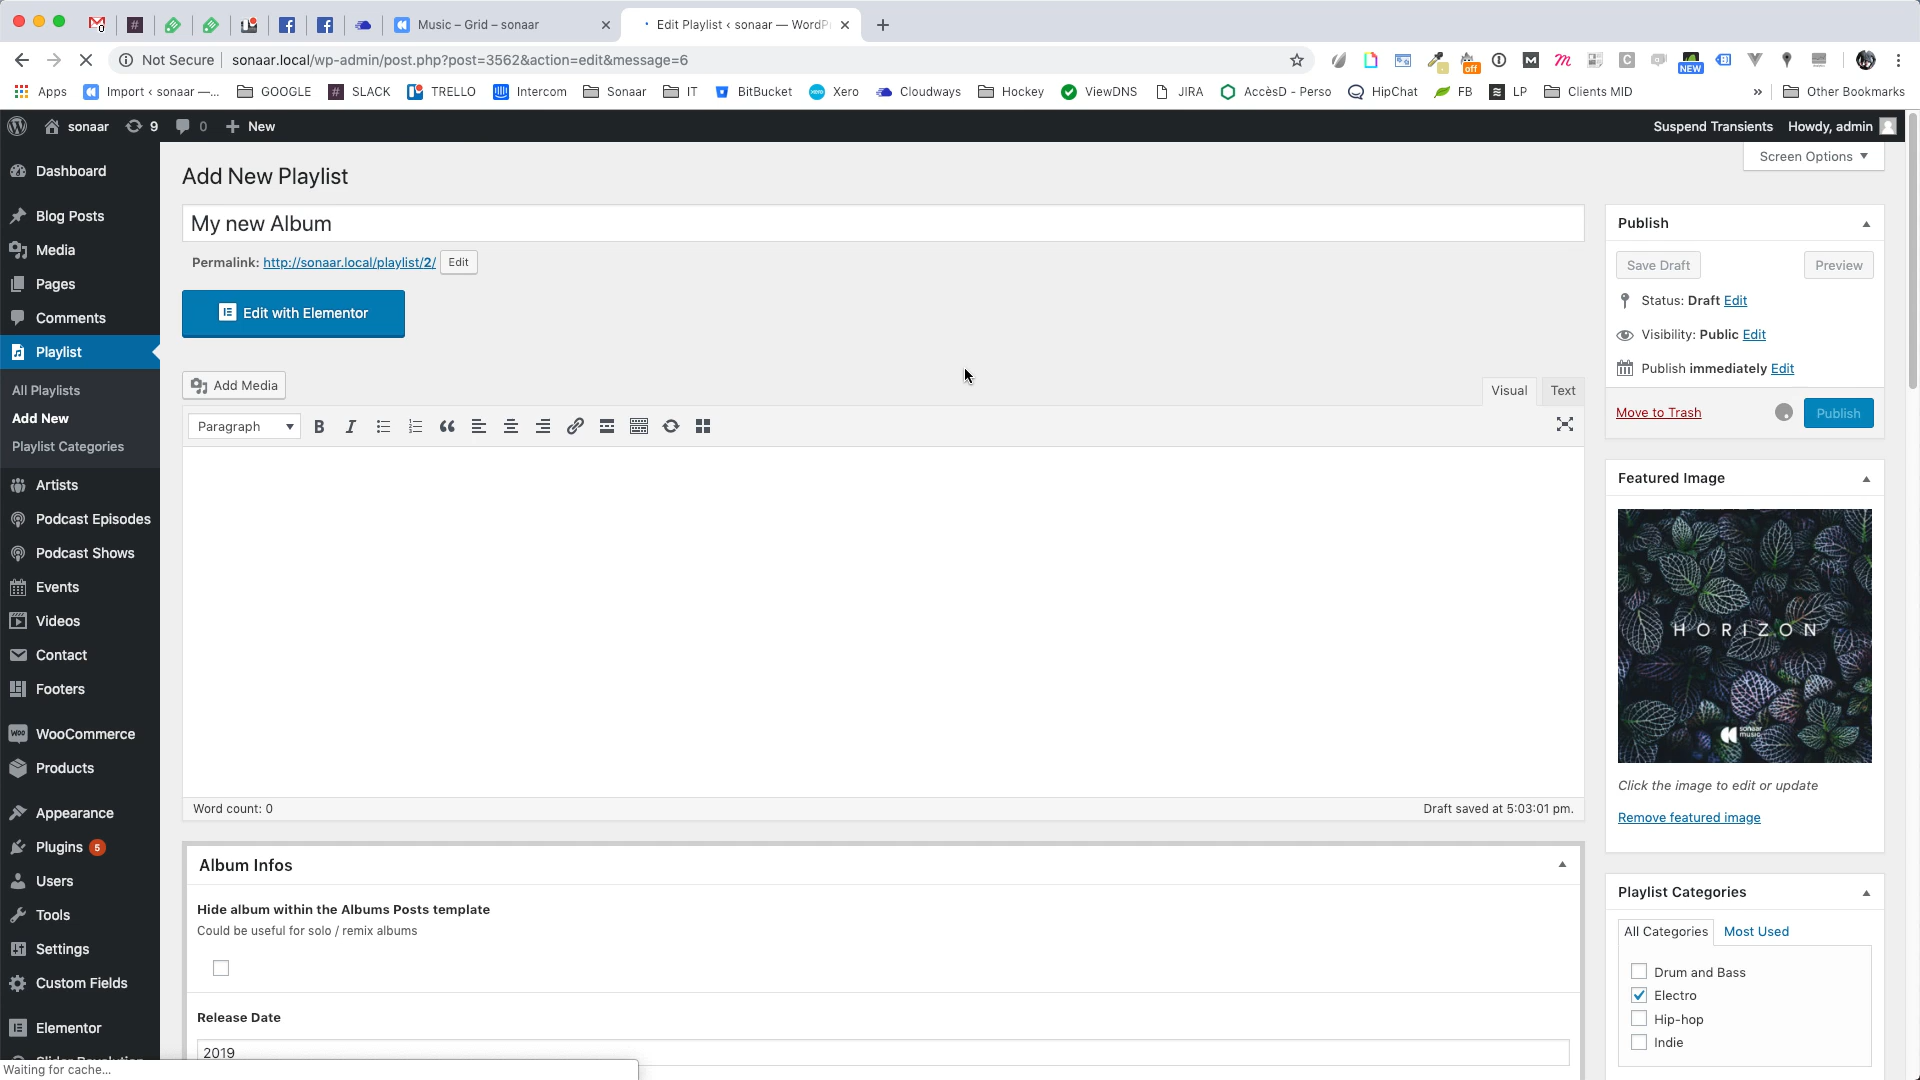 Music – Grid – sonaar
Edit Playlist ‹ sonaar — WordPr
Not Secure
sonaar.local/wp-admin/post.php?post=3562&action=edit&message=6
off
NEW
Apps
Import ‹ sonaar —...
GOOGLE
SLACK
TRELLO
Intercom
Sonaar
IT
BitBucket
Xero
Cloudways
Hockey
ViewDNS
JIRA
AccèsD - Perso
HipChat
FB
LP
Clients MID
»
Other Bookmarks
sonaar
9
0
+ New
Suspend Transients
Howdy, admin
Dashboard
Blog Posts
Media
Pages
Comments
Playlist
All Playlists
Add New
Playlist Categories
Artists
Podcast Episodes
Podcast Shows
Events
Videos
Contact
Footers
WooCommerce
Products
Appearance
Plugins 5
Users
Tools
Settings
Custom Fields
Elementor
Waiting for cache...
Screen Options
Add New Playlist
My new Album
Permalink: http://sonaar.local/playlist/2/ Edit
Edit with Elementor
Add Media
Visual
Text
Paragraph
Word count: 0
Draft saved at 5:03:01 pm.
Album Infos
Hide album within the Albums Posts template
Could be useful for solo / remix albums
Release Date
2019
Publish
Save Draft
Preview
Status: Draft Edit
Visibility: Public Edit
Publish immediately Edit
Move to Trash
Publish
Featured Image
HORIZON
sonaar
music
Click the image to edit or update
Remove featured image
Playlist Categories
All Categories
Most Used
Drum and Bass
Electro
Hip-hop
Indie